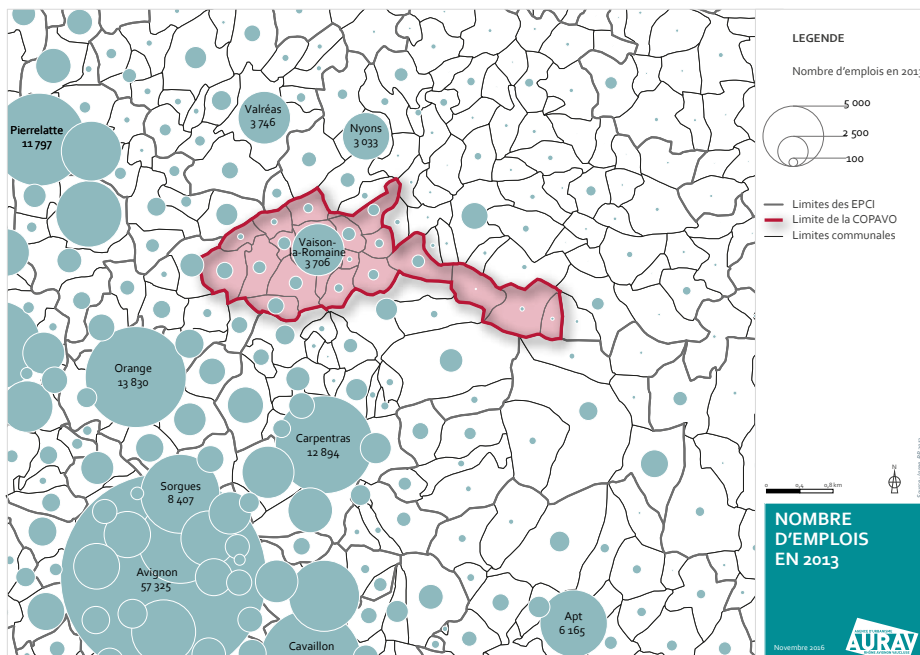 Valréas
3 746
Nyons
3 033
Pierrelatte
11 797
Vaison-
la-Romaine
3 706
Orange
13 830
Carpentras
12 894
Sorgues
8 407
Avignon
57 325
Cavaillon
Apt
6 165
LEGENDE
Nombre d'emplois en 2013
5 000
2 500
100
Limites des EPCI
Limite de la COPAVO
Limites communales
0 0,4 0,8 km
N
NOMBRE
D'EMPLOIS
EN 2013
Novembre 2016
AURAV